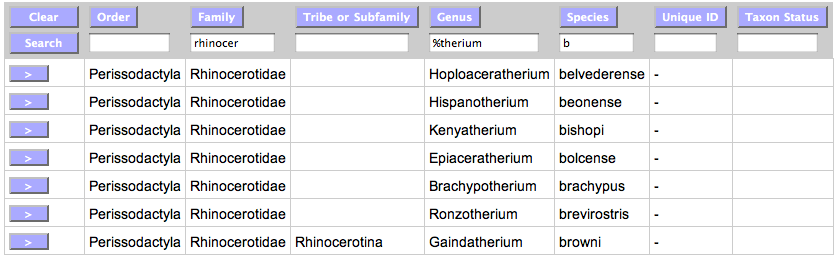 Clear Order Family Tribe or Subfamily Genus Species Unique ID Taxon Status
Search rhinocer %therium b
> Perissodactyla Rhinocerotidae Hoploaceratherium belvederense -
> Perissodactyla Rhinocerotidae Hispanotherium beonense -
> Perissodactyla Rhinocerotidae Kenyatherium bishopi -
> Perissodactyla Rhinocerotidae Epiaceratherium bolcense -
> Perissodactyla Rhinocerotidae Brachypotherium brachypus -
> Perissodactyla Rhinocerotidae Ronzotherium brevirostris -
> Perissodactyla Rhinocerotidae Rhinocerotina Gaindatherium browni -